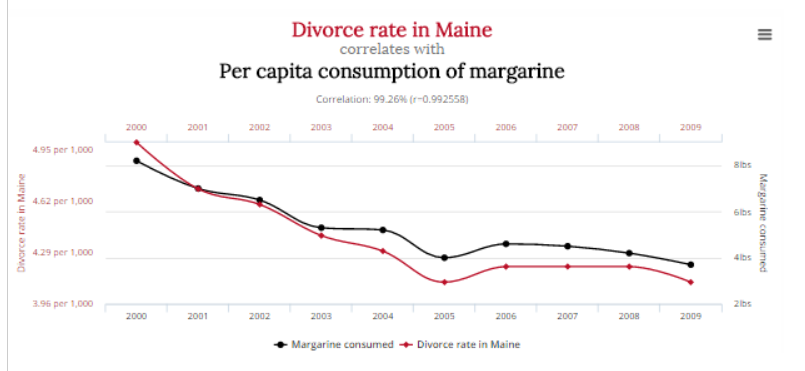 Divorce rate in Maine
correlates with
Per capita consumption of margarine
Correlation: 99.26% (r=0.992558)
2000 2001 2002 2003 2004 2005 2006 2007 2008 2009
4.95 per 1,000
8lbs
4.62 per 1,000
6lbs
Divorce rate in Maine
Margarine consumed
4.29 per 1,000
4lbs
3.96 per 1,000
2lbs
2000 2001 2002 2003 2004 2005 2006 2007 2008 2009
Margarine consumed Divorce rate in Maine